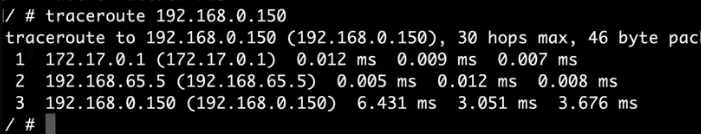 / # traceroute 192.168.0.150
traceroute to 192.168.0.150 (192.168.0.150), 30 hops max, 46 byte pac
1 172.17.0.1 (172.17.0.1) 0.012 ms 0.009 ms 0.007 ms
2 192.168.65.5 (192.168.65.5) 0.005 ms 0.012 ms 0.008 ms
3 192.168.0.150 (192.168.0.150) 6.431 ms 3.051 ms 3.676 ms
/ #